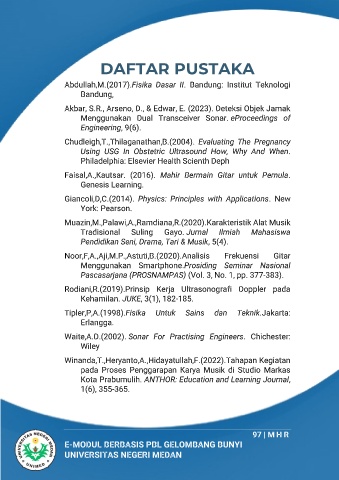 DAFTAR PUSTAKA
Abdullah,M.(2017).Fisika Dasar II. Bandung: Institut Teknologi
Bandung,
Akbar, S.R., Arseno, D., & Edwar, E. (2023). Deteksi Objek Jamak
Menggunakan Dual Transceiver Sonar. eProceedings of
Engineering, 9(6).
Chudleigh,T.,Thilaganathan,B.(2004). Evaluating The Pregnancy
Using USG In Obstetric Ultrasound How, Why And When.
Philadelphia: Elsevier Health Scienth Deph
Faisal,A.,Kautsar. (2016). Mahir Bermain Gitar untuk Pemula.
Genesis Learning.
Giancoli,D,C.(2014). Physics: Principles with Applications. New
York: Pearson.
Muazin,M.,Palawi,A.,Ramdiana,R.(2020).Karakteristik Alat Musik
Tradisional Suling Gayo. Jurnal Ilmiah Mahasiswa
Pendidikan Seni, Drama, Tari & Musik, 5(4).
Noor,F,A.,Aji,M.P.,Astuti,B.(2020).Analisis Frekuensi Gitar
Menggunakan Smartphone.Prosiding Seminar Nasional
Pascasarjana (PROSNAMPAS) (Vol. 3, No. 1, pp. 377-383).
Rodiani,R.(2019).Prinsip Kerja Ultrasonografi Doppler pada
Kehamilan. JUKE, 3(1), 182-185.
Tipler,P,A.(1998).Fisika Untuk Sains dan Teknik.Jakarta:
Erlangga.
Waite,A.D.(2002). Sonar For Practising Engineers. Chichester:
Wiley
Winanda,T.,Heryanto,A.,Hidayatullah,F.(2022).Tahapan Kegiatan
pada Proses Penggarapan Karya Musik di Studio Markas
Kota Prabumulih. ANTHOR: Education and Learning Journal,
1(6), 355-365.
97 | M H R
UNIVERSITAS NEGERI MEDAN
UNIMED
E-MODUL BERBASIS PBL GELOMBANG BUNYI
UNIVERSITAS NEGERI MEDAN